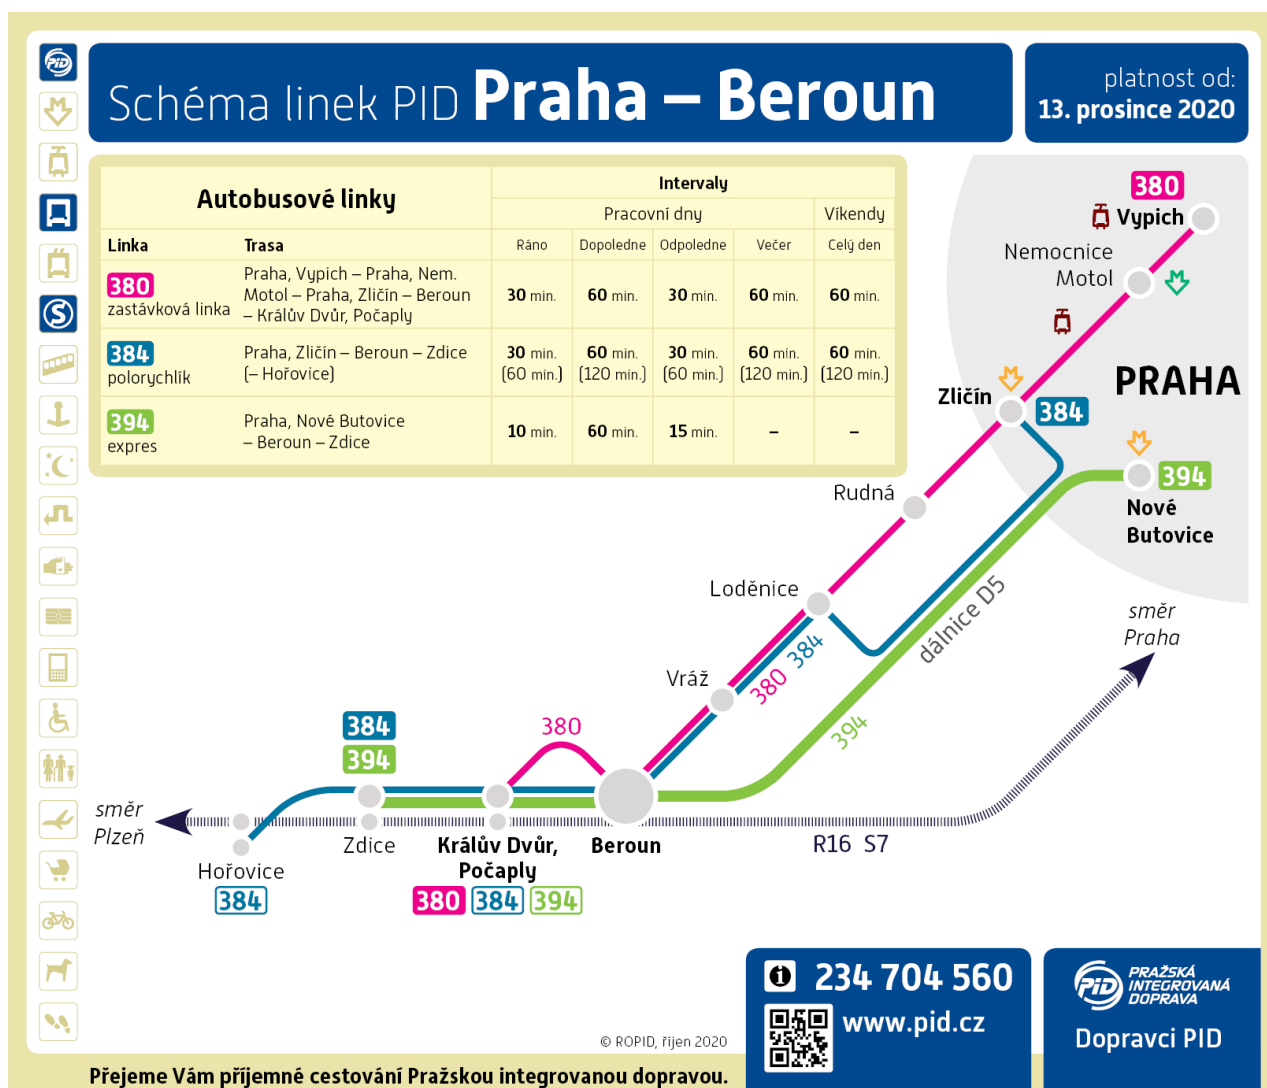 PID
Schéma linek PID Praha – Beroun
platnost od:
13. prosince 2020
Autobusové linky
Intervaly
Pracovní dny
Víkendy
Linka
Trasa
Ráno
Dopoledne
Odpoledne
Večer
Celý den
380
zastávková linka
Praha, Vypich – Praha, Nem.
Motol – Praha, Zličín – Beroun
– Králův Dvůr, Počaply
30 min.
60 min.
30 min.
60 min.
60 min.
384
polorychlík
Praha, Zličín – Beroun – Zdice
(– Hořovice)
30 min.
(60 min.)
60 min.
(120 min.)
30 min.
(60 min.)
60 min.
(120 min.)
60 min.
(120 min.)
394
expres
Praha, Nové Butovice
– Beroun – Zdice
10 min.
60 min.
15 min.
–
–
380
Vypich
Nemocnice
Motol
PRAHA
Zličín
384
394
Nové
Butovice
Rudná
Loděnice
dálnice D5
směr
Praha
Vráž
380
384
394
384
394
380
směr
Plzeň
Hořovice
384
Zdice
Králův Dvůr,
Počaply
380 384 394
Beroun
R16 S7
234 704 560
www.pid.cz
PID
PRAŽSKÁ
INTEGROVANÁ
DOPRAVA
Dopravci PID
© ROPID, říjen 2020
Přejeme Vám příjemné cestování Pražskou integrovanou dopravou.